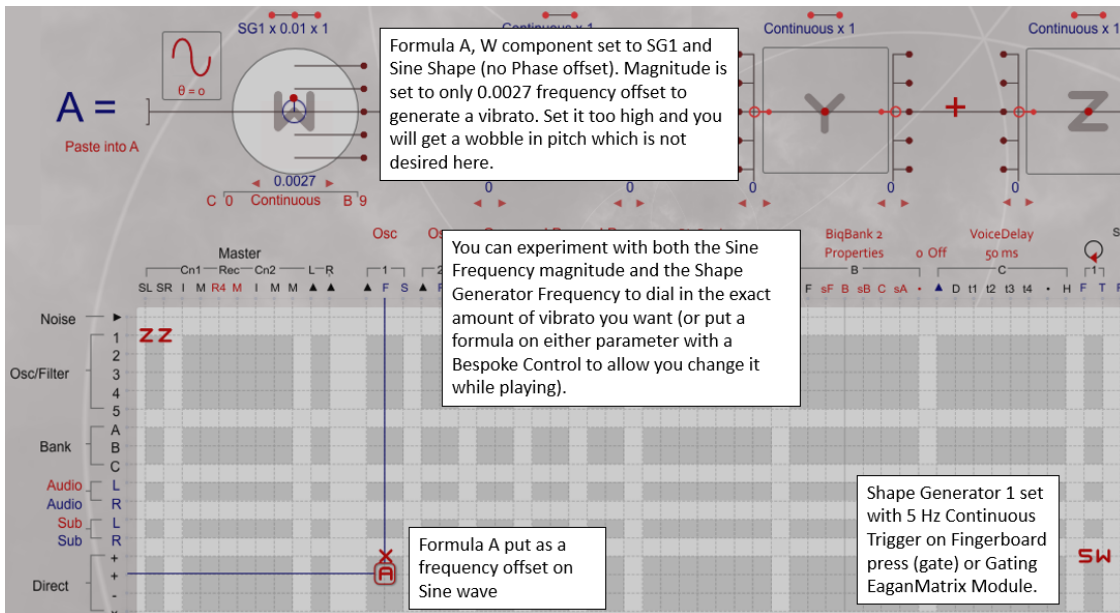 SG1 x 0.01 x 1
Continuous x 1
Continuous x 1
Continuous x 1
Formula A, W component set to SG1 and
Sine Shape (no Phase offset). Magnitude is
set to only 0.0027 frequency offset to
generate a vibrato. Set it too high and you
will get a wobble in pitch which is not
desired here.
θ = 0
A =
Paste into A
W
Y
+
Z
0.0027
C 0 Continuous B 9
0
0
0
0
0
Osc
BiqBank 2
VoiceDelay
Properties
o Off
50 ms
Master
Cn1 Rec Cn2 L R
1
2
B
C
1
SL SR I M R4 M I M ▲ ▲ ▲ F S ▲
F sF B sB C sA • ▲ D t1 t2 t3 t4 • H F T
You can experiment with both the Sine
Frequency magnitude and the Shape
Generator Frequency to dial in the exact
amount of vibrato you want (or put a
formula on either parameter with a
Bespoke Control to allow you change it
while playing).
Noise
1 Z Z
2
Osc/Filter 3
4
5
A
Bank B
C
Audio L
Audio R
Sub L
Sub R
+ X
Direct + A
-
Formula A put as a
frequency offset on
Sine wave
Shape Generator 1 set
with 5 Hz Continuous
Trigger on Fingerboard
press (gate) or Gating
EaganMatrix Module.
SW